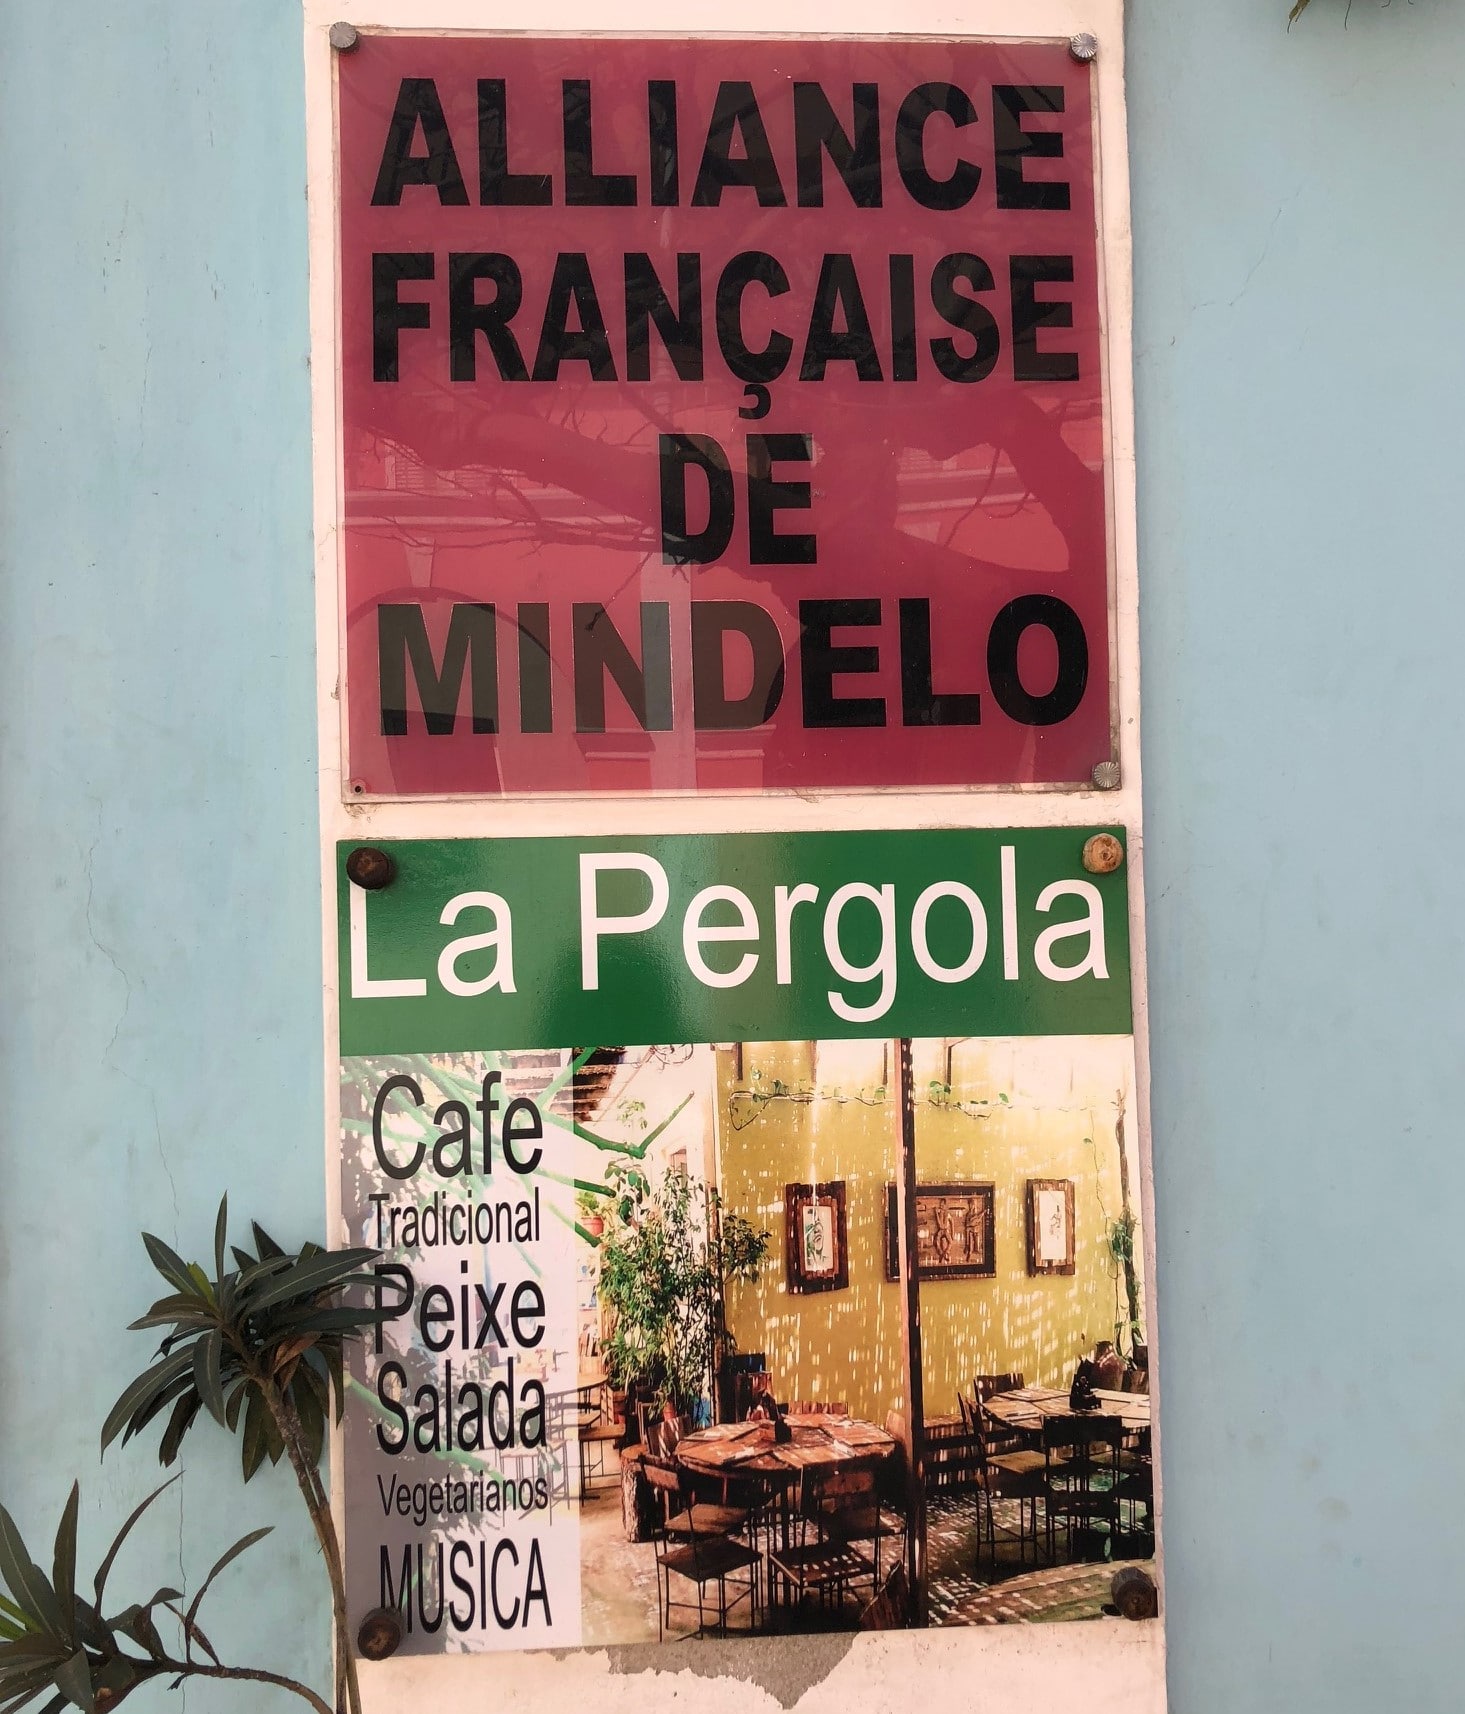 ALLIANCE
FRANÇAISE
DE
MINDELO
La Pergola
Cafe
Tradicional
Peixe
Salada
Vegetarianos
MUSICA